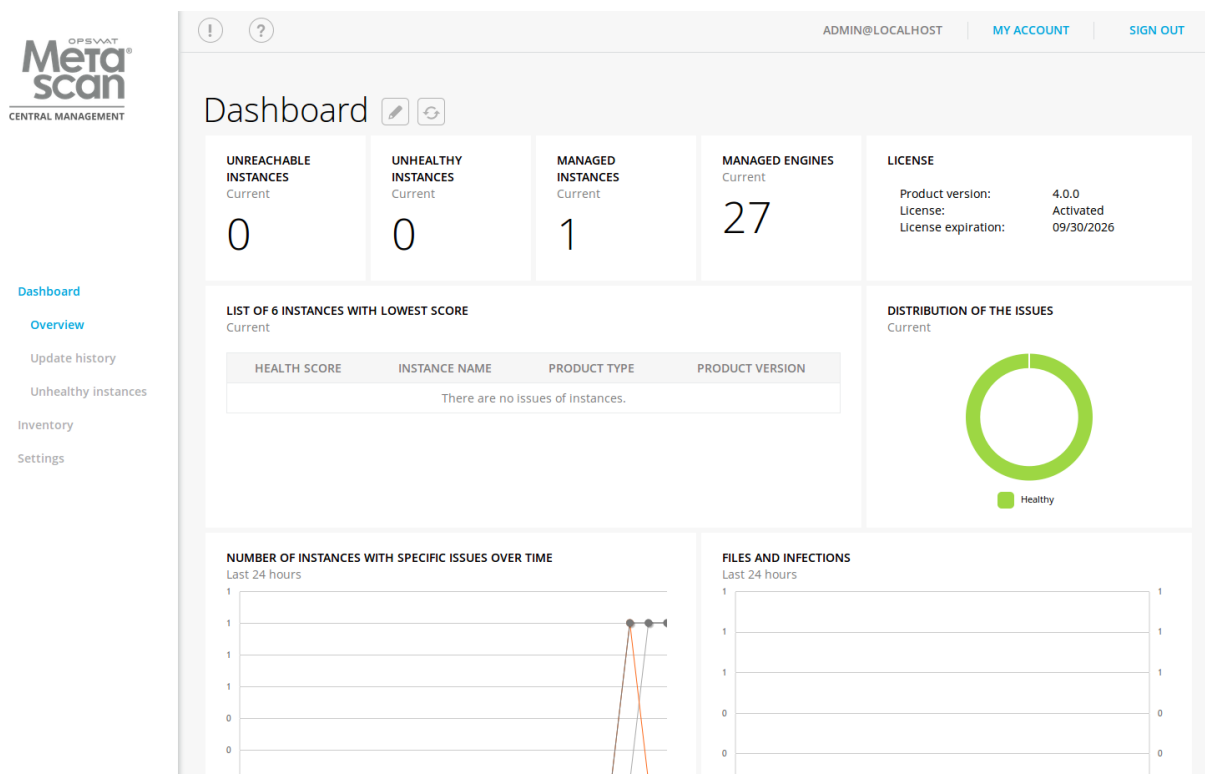 OPSWAT
Metascan®
CENTRAL MANAGEMENT
!
?
ADMIN@LOCALHOST
MY ACCOUNT
SIGN OUT
Dashboard
Overview
Update history
Unhealthy instances
Inventory
Settings
Dashboard
UNREACHABLE
INSTANCES
Current
0
UNHEALTHY
INSTANCES
Current
0
MANAGED
INSTANCES
Current
1
MANAGED ENGINES
Current
27
LICENSE
Product version: 4.0.0
License: Activated
License expiration: 09/30/2026
LIST OF 6 INSTANCES WITH LOWEST SCORE
Current
HEALTH SCORE INSTANCE NAME PRODUCT TYPE PRODUCT VERSION
There are no issues of instances.
DISTRIBUTION OF THE ISSUES
Current
Healthy
NUMBER OF INSTANCES WITH SPECIFIC ISSUES OVER TIME
Last 24 hours
1
1
1
1
0
0
FILES AND INFECTIONS
Last 24 hours
1 1
1 1
1 1
0 0
0 0